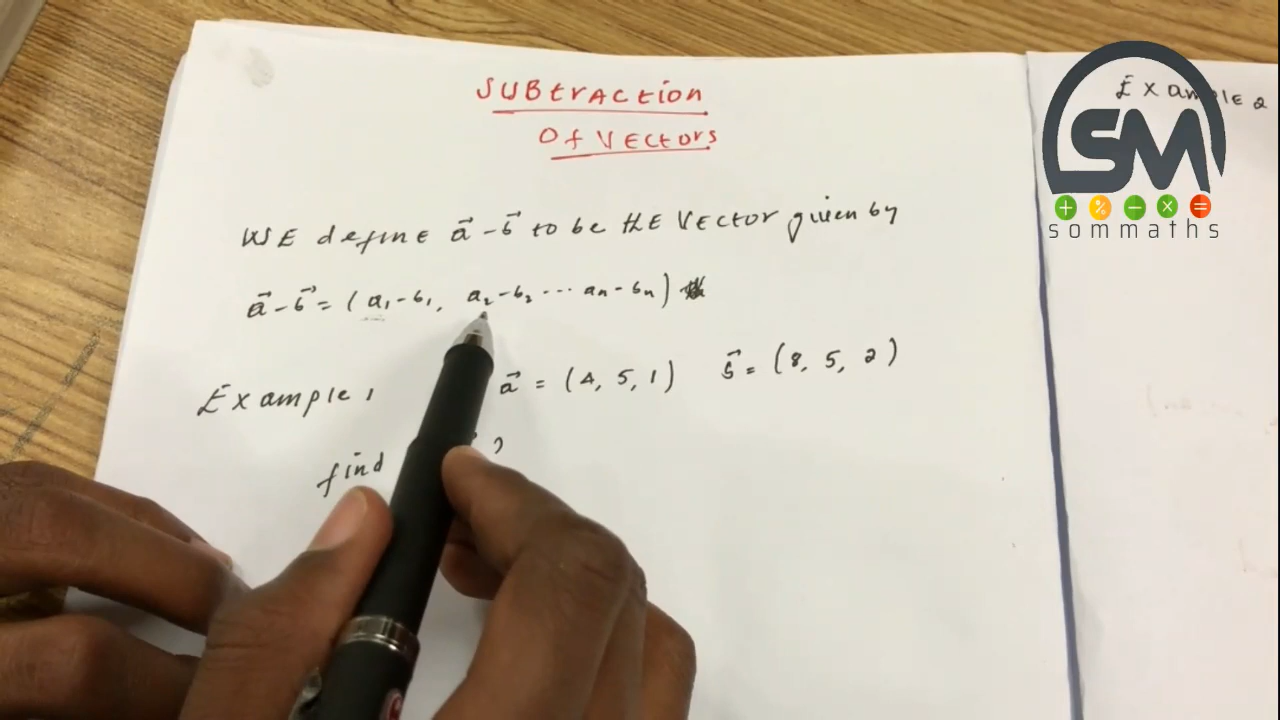 SUBtrACtion
Of VECtors
WE define a⃗ - b⃗ to be tHE VECtor given by
a⃗ - b⃗ = (a₁ - b₁, a₂ - b₂ ... aₙ - bₙ)
Example 1 a⃗ = (4, 5, 1) b⃗ = (8, 5, 2)
find ?
Example 2
SM
+ % − × =
sommaths